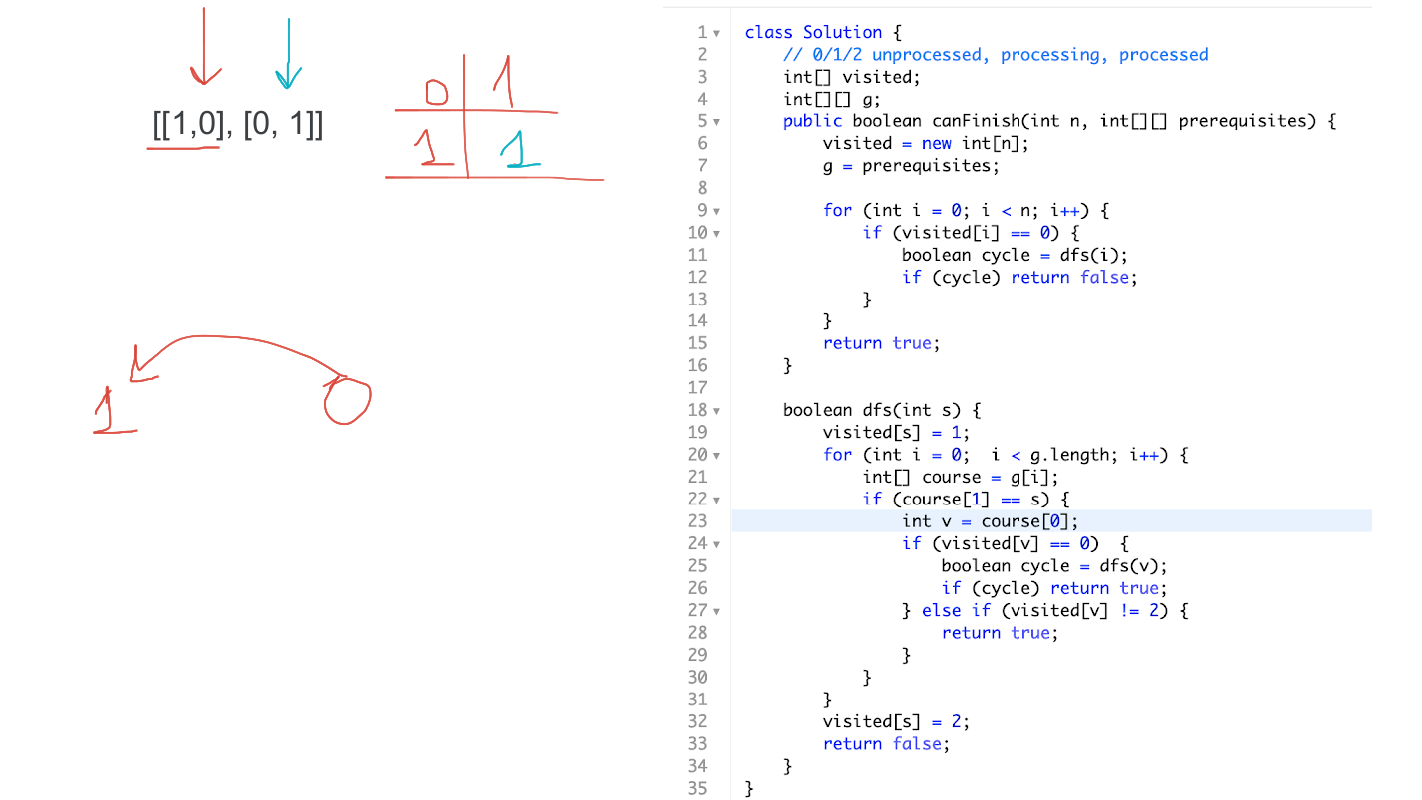 [[1,0], [0, 1]]
0 1
1 1
1 0
1 class Solution {
2 // 0/1/2 unprocessed, processing, processed
3 int[] visited;
4 int[][] g;
5 public boolean canFinish(int n, int[][] prerequisites) {
6 visited = new int[n];
7 g = prerequisites;
8
9 for (int i = 0; i < n; i++) {
10 if (visited[i] == 0) {
11 boolean cycle = dfs(i);
12 if (cycle) return false;
13 }
14 }
15 return true;
16 }
17
18 boolean dfs(int s) {
19 visited[s] = 1;
20 for (int i = 0;  i < g.length; i++) {
21 int[] course = g[i];
22 if (course[1] == s) {
23 int v = course[0];
24 if (visited[v] == 0)  {
25 boolean cycle = dfs(v);
26 if (cycle) return true;
27 } else if (visited[v] != 2) {
28 return true;
29 }
30 }
31 }
32 visited[s] = 2;
33 return false;
34 }
35 }